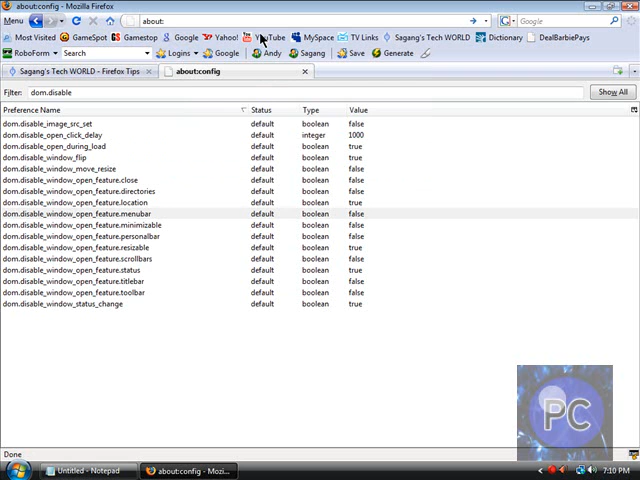 about:config - Mozilla Firefox
Menu about: Google
Most Visited GameSpot Gamestop Google Yahoo! YouTube MySpace TV Links Sagang's Tech WORLD Dictionary DealBarbiePays
RoboForm Search Logins Google Andy Sagang Save Generate
Sagang's Tech WORLD - Firefox Tips about:config
Filter: dom.disable Show All
Preference Name Status Type Value
dom.disable_image_src_set default boolean false
dom.disable_open_click_delay default integer 1000
dom.disable_open_during_load default boolean true
dom.disable_window_flip default boolean true
dom.disable_window_move_resize default boolean false
dom.disable_window_open_feature.close default boolean false
dom.disable_window_open_feature.directories default boolean false
dom.disable_window_open_feature.location default boolean true
dom.disable_window_open_feature.menubar default boolean false
dom.disable_window_open_feature.minimizable default boolean false
dom.disable_window_open_feature.personalbar default boolean false
dom.disable_window_open_feature.resizable default boolean true
dom.disable_window_open_feature.scrollbars default boolean false
dom.disable_window_open_feature.status default boolean true
dom.disable_window_open_feature.titlebar default boolean false
dom.disable_window_open_feature.toolbar default boolean false
dom.disable_window_status_change default boolean true
PC
Done
Untitled - Notepad about:config - Mozi... 7:10 PM